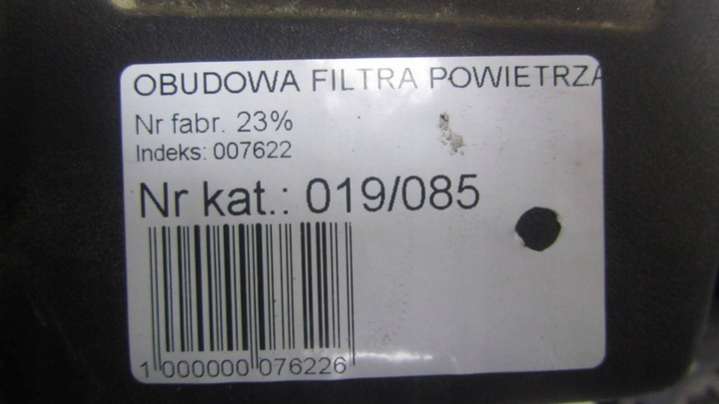 OBUDOWA FILTRA POWIETRZA
Nr fabr. 23%
Indeks: 007622
Nr kat.: 019/085
1 000000 076226